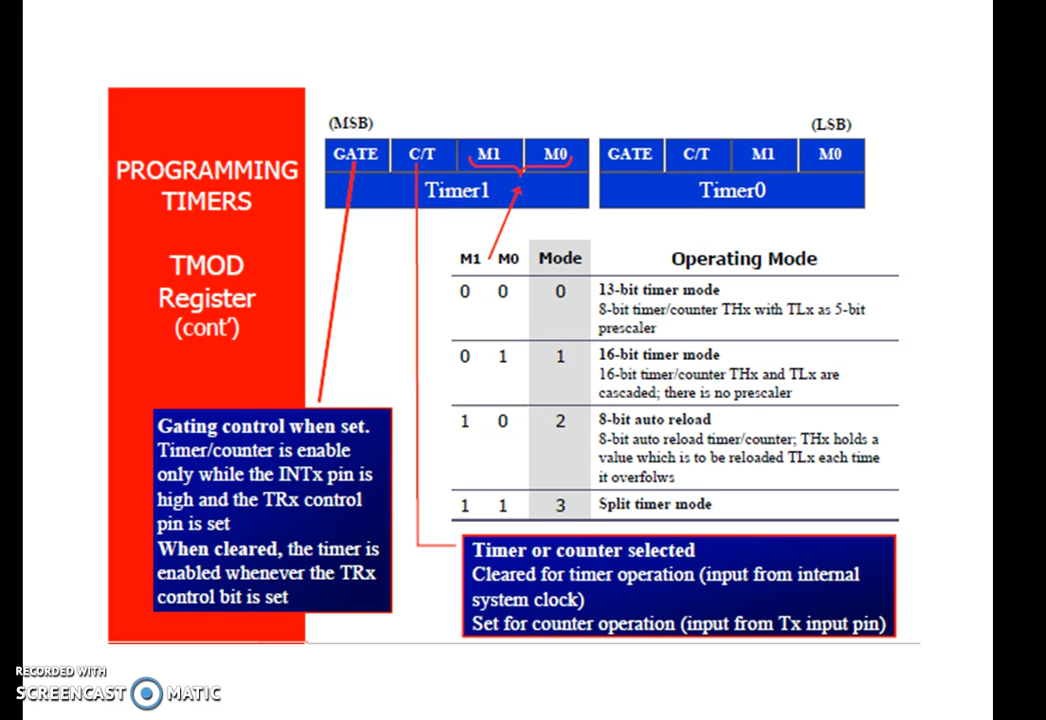 PROGRAMMING
TIMERS
TMOD
Register
(cont')
(MSB)
(LSB)
GATE C/T M1 M0 GATE C/T M1 M0
Timer1 Timer0
M1 M0 Mode Operating Mode
0 0 0 13-bit timer mode
8-bit timer/counter THx with TLx as 5-bit
prescaler
0 1 1 16-bit timer mode
16-bit timer/counter THx and TLx are
cascaded; there is no prescaler
1 0 2 8-bit auto reload
8-bit auto reload timer/counter; THx holds a
value which is to be reloaded TLx each time
it overfolws
1 1 3 Split timer mode
Gating control when set.
Timer/counter is enable
only while the INTx pin is
high and the TRx control
pin is set
When cleared, the timer is
enabled whenever the TRx
control bit is set
Timer or counter selected
Cleared for timer operation (input from internal
system clock)
Set for counter operation (input from Tx input pin)
RECORDED WITH
SCREENCAST MATIC